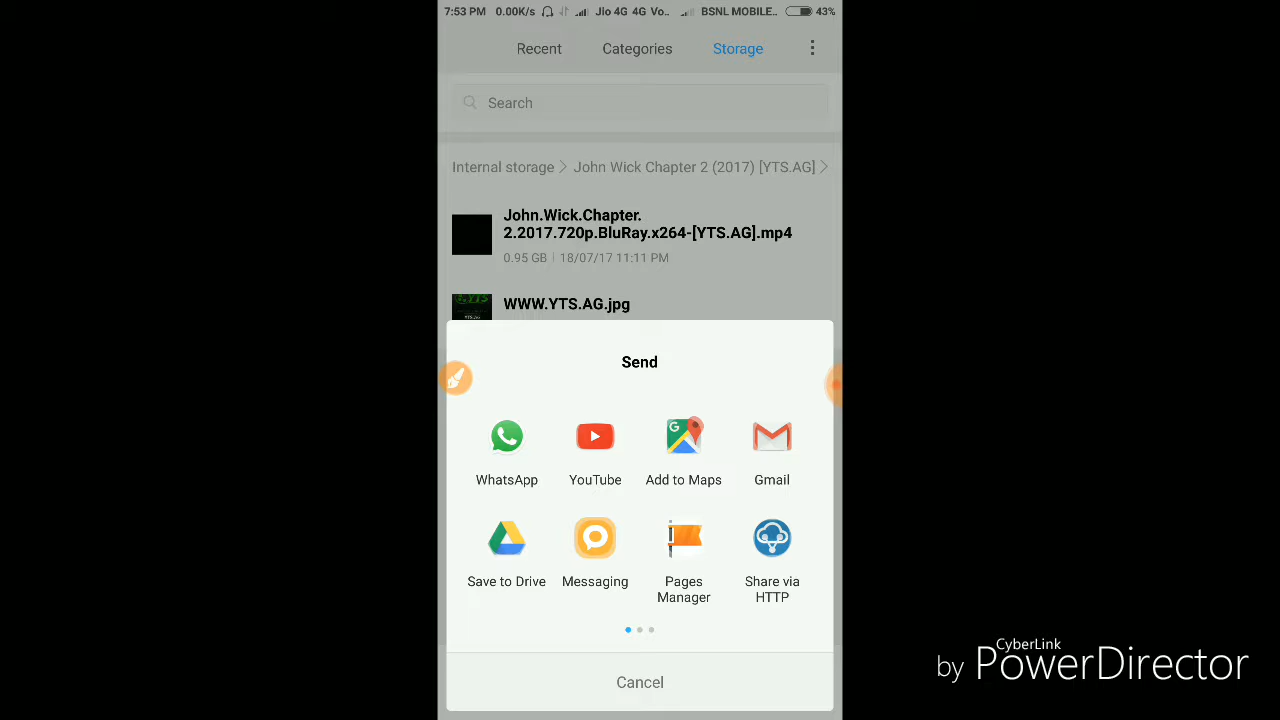 7:53 PM 0.00K/s Jio 4G 4G Vo.. BSNL MOBILE.. 43%
Recent Categories Storage
Search
Internal storage > John Wick Chapter 2 (2017) [YTS.AG] >
John.Wick.Chapter.
2.2017.720p.BluRay.x264-[YTS.AG].mp4
0.95 GB | 18/07/17 11:11 PM
WWW.YTS.AG.jpg
Send
WhatsApp YouTube Add to Maps Gmail
Save to Drive Messaging Pages Manager Share via HTTP
Cancel
CyberLink
by PowerDirector